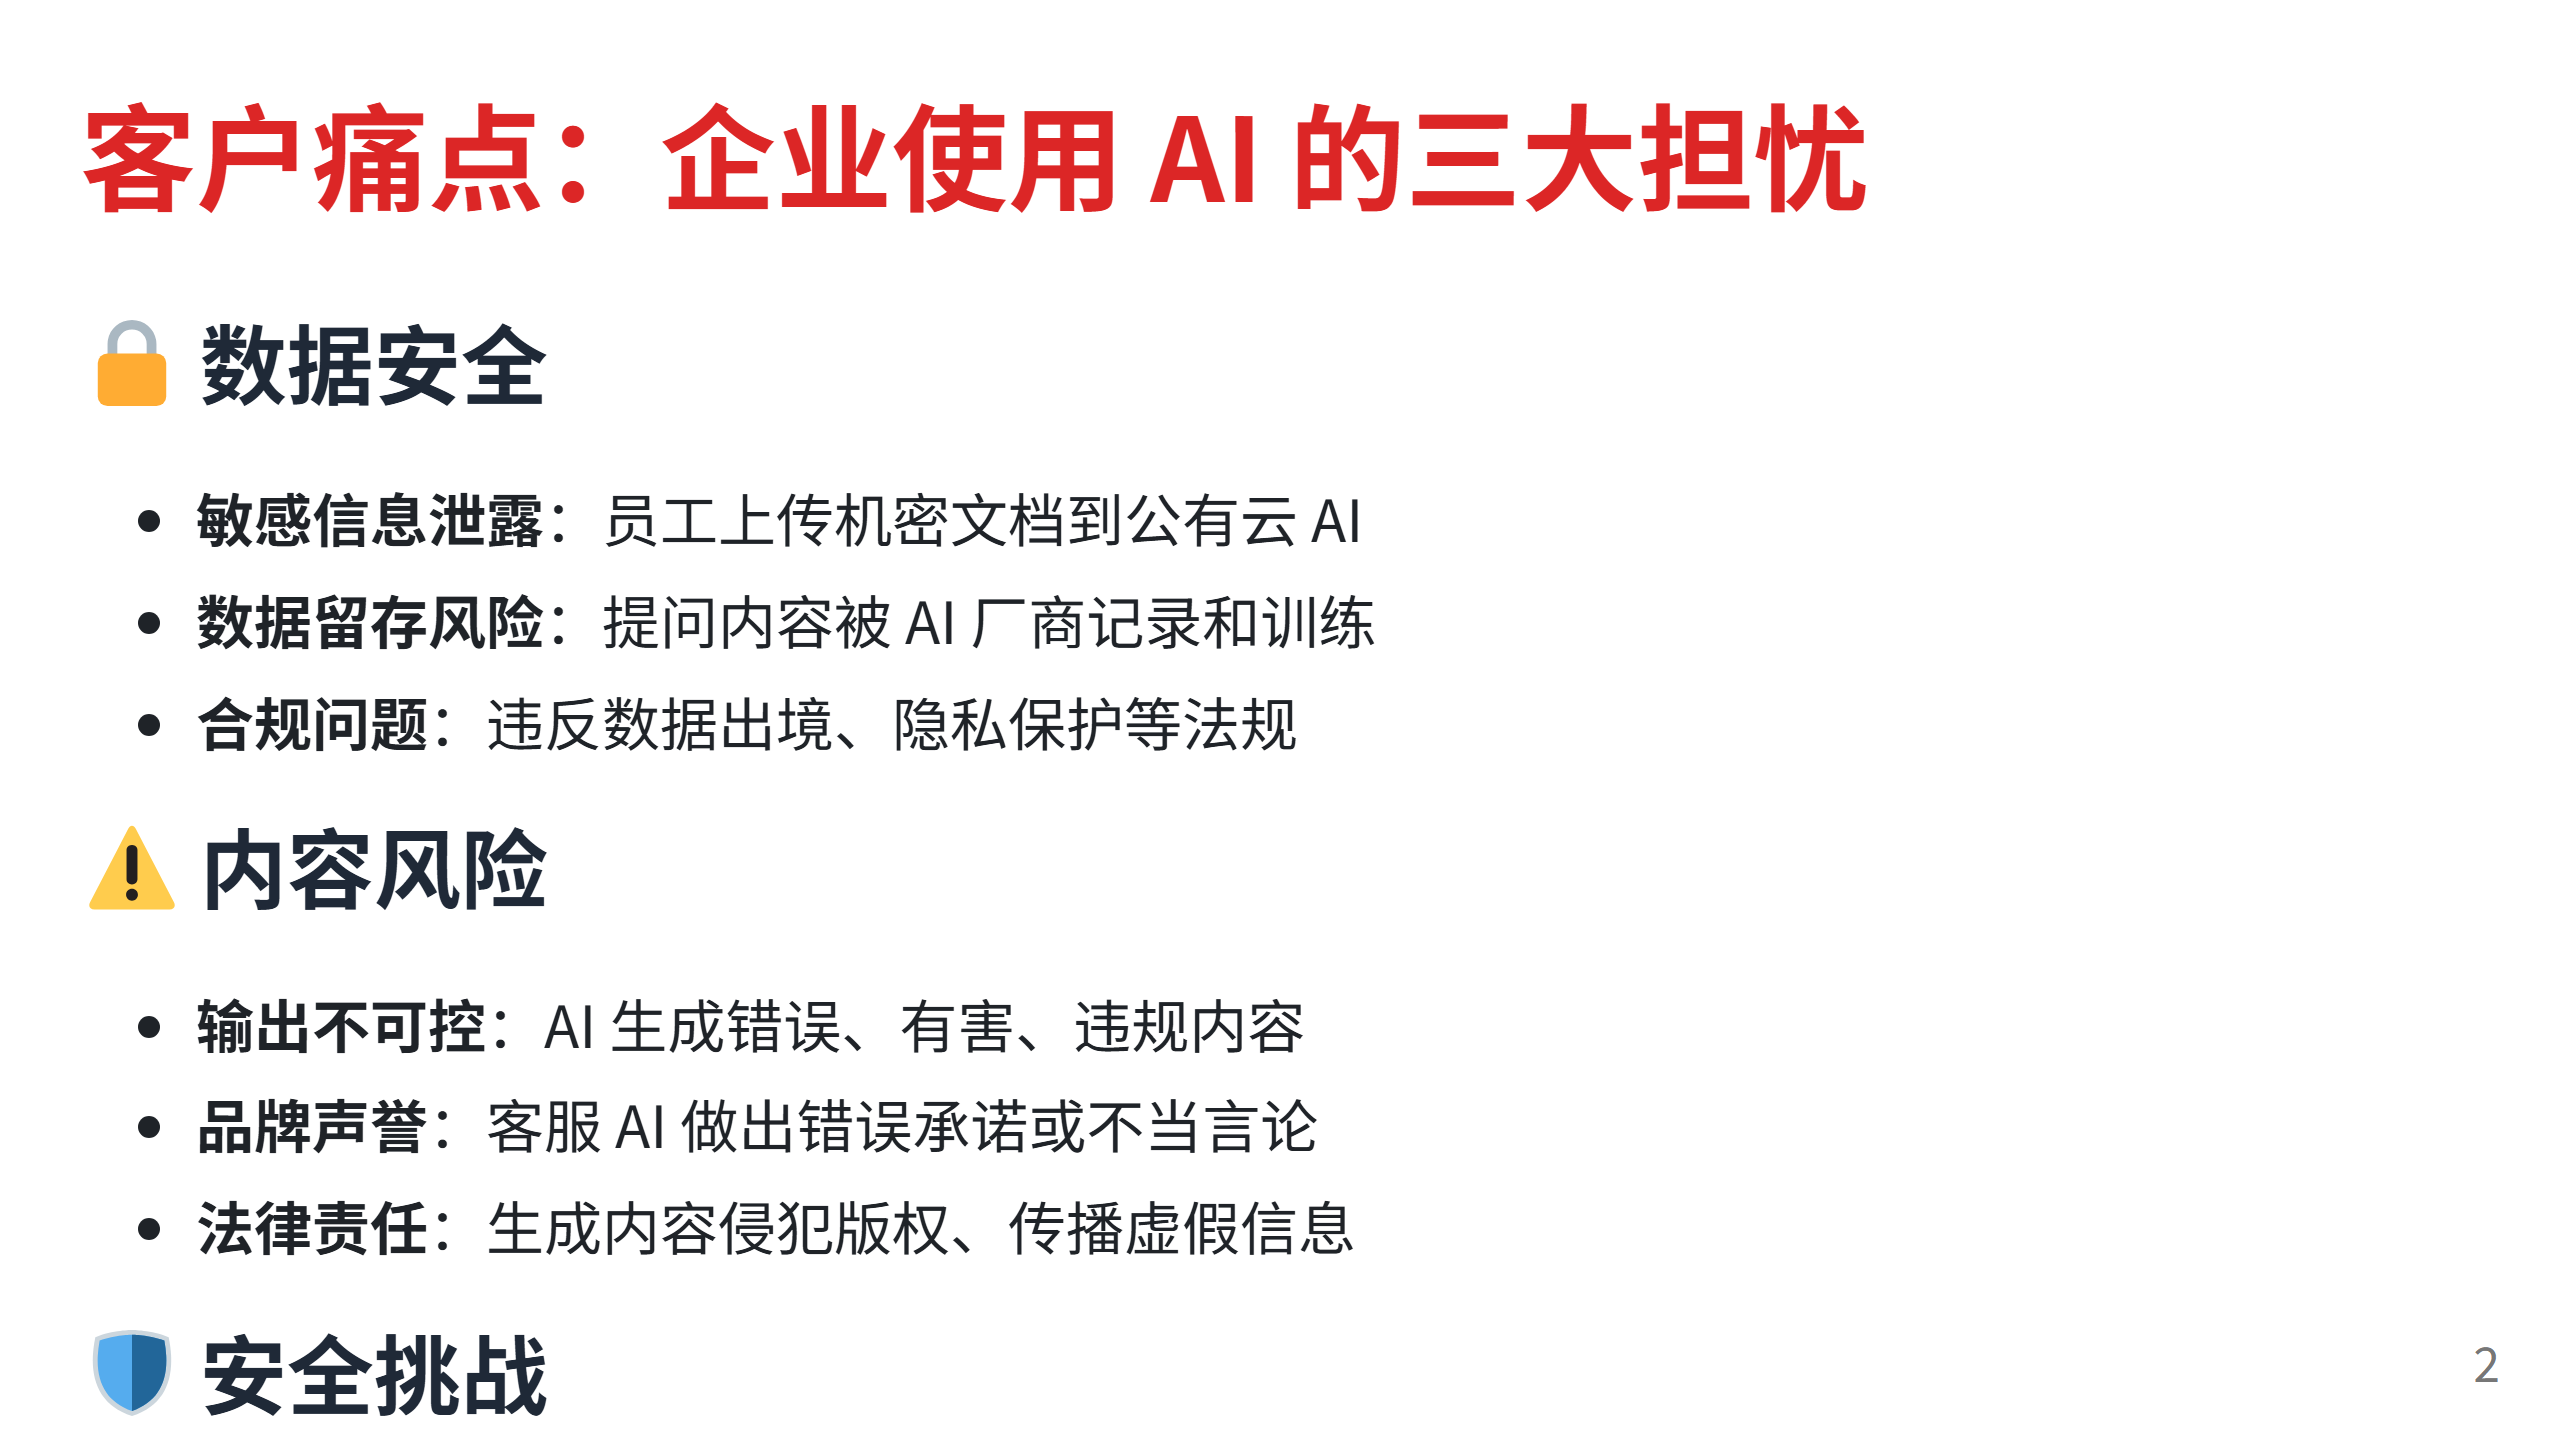 客户痛点：企业使用 AI 的三大担忧
数据安全
敏感信息泄露：员工上传机密文档到公有云 AI
数据留存风险：提问内容被 AI 厂商记录和训练
合规问题：违反数据出境、隐私保护等法规
内容风险
输出不可控：AI 生成错误、有害、违规内容
品牌声誉：客服 AI 做出错误承诺或不当言论
法律责任：生成内容侵犯版权、传播虚假信息
安全挑战
2